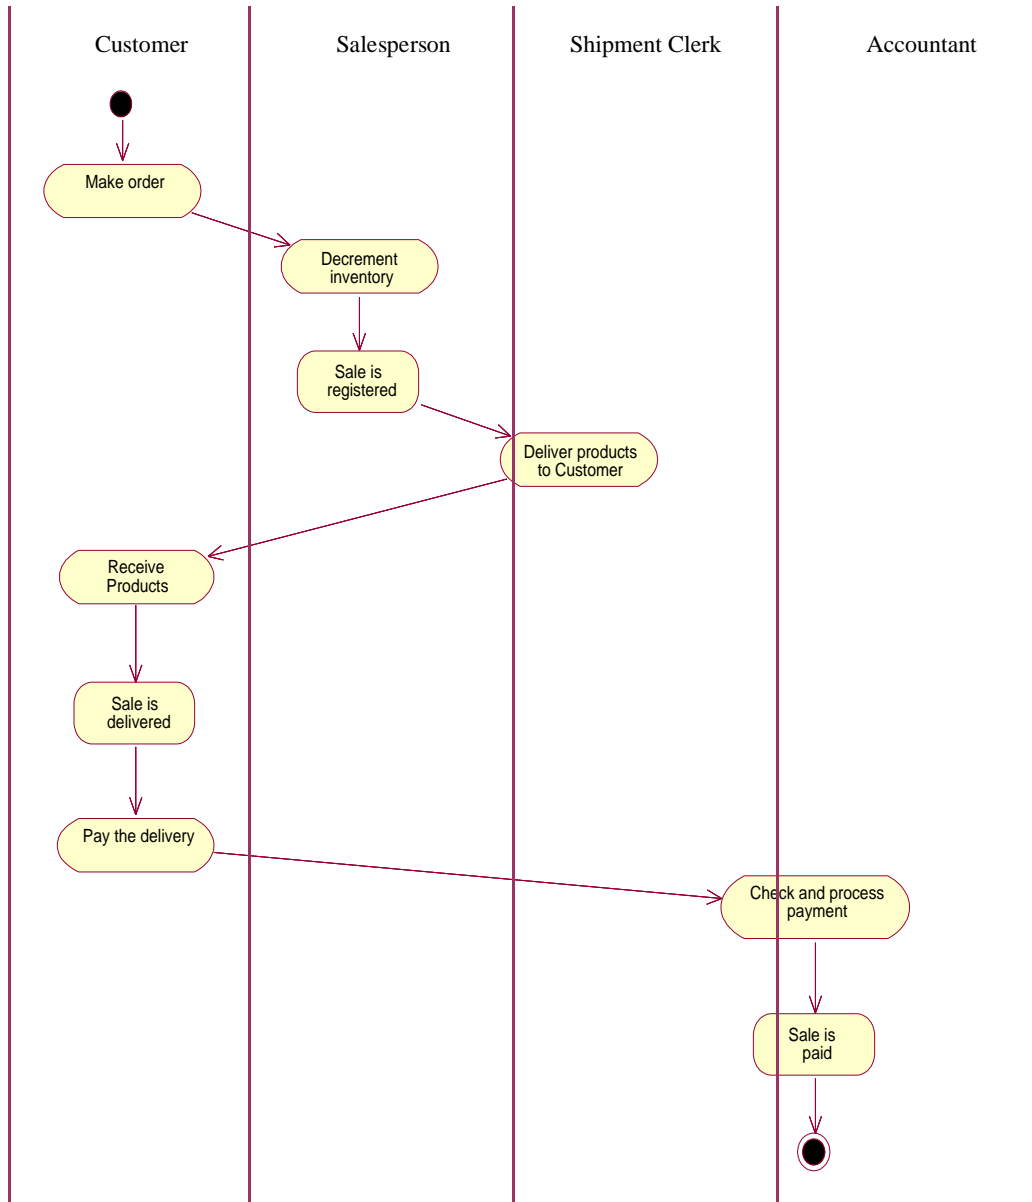 Customer Salesperson Shipment Clerk Accountant
Make order
Decrement
inventory
Sale is
registered
Deliver products
to Customer
Receive
Products
Sale is
delivered
Pay the delivery
Check and process
payment
Sale is
paid